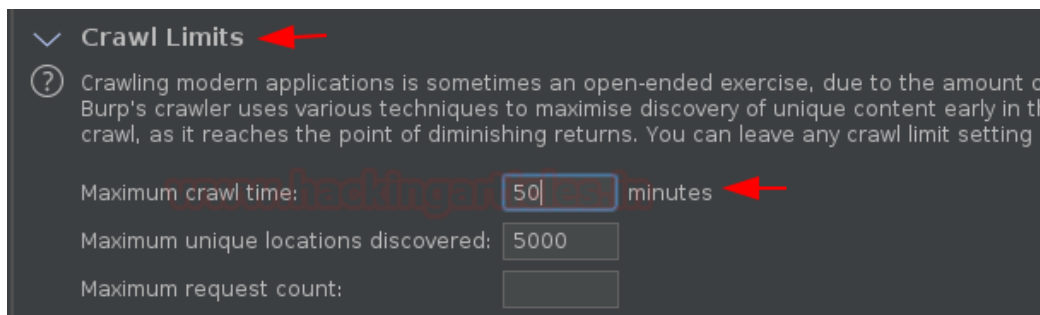 Crawl Limits
Crawling modern applications is sometimes an open-ended exercise, due to the amount
Burp's crawler uses various techniques to maximise discovery of unique content early in
crawl, as it reaches the point of diminishing returns. You can leave any crawl limit setting
Maximum crawl time: 50 minutes
Maximum unique locations discovered: 5000
Maximum request count: